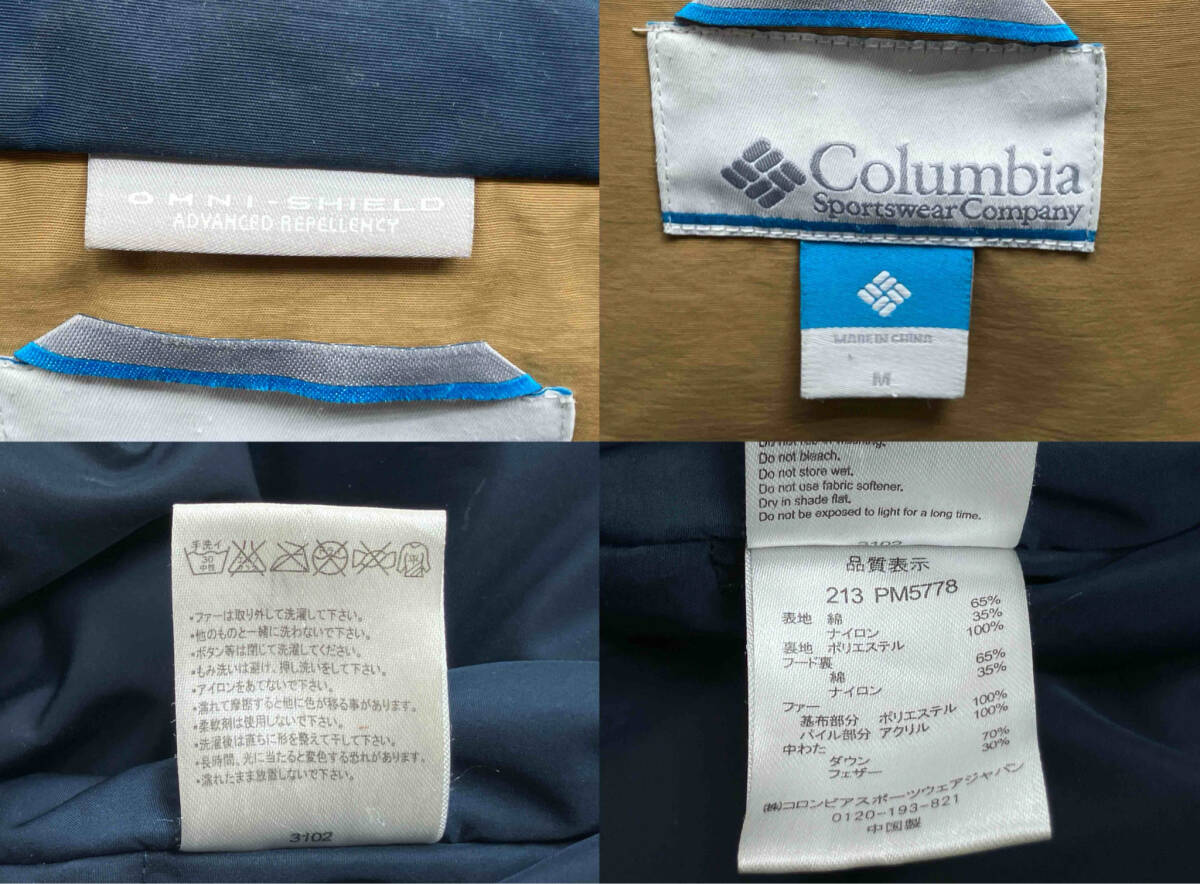 OMNI-SHIELD
ADVANCED REPELLENCY
Columbia
Sportswear Company
MADE IN CHINA
M
手洗イ
30
中性
・ファーは取り外して洗濯して下さい。
・他のものと一緒に洗わないで下さい。
・ボタン等は閉じて洗濯してください。
・もみ洗いは避け、押し洗いをして下さい。
・アイロンをあてないで下さい。
・濡れて摩擦すると他に色が移る事があります。
・柔軟剤は使用しないで下さい。
・洗濯後は直ちに形を整えて干して下さい。
・長時間、光に当たると変色する恐れがあります。
・濡れたまま放置しないで下さい。
3102
Do not bleach.
Do not store wet.
Do not use fabric softener.
Dry in shade flat.
Do not be exposed to light for a long time.
3102
品質表示
213 PM5778
表地 綿 65%
ナイロン 35%
裏地 ポリエステル 100%
フード裏
綿 65%
ナイロン 35%
ファー
基布部分 ポリエステル 100%
パイル部分 アクリル 100%
中わた
ダウン 70%
フェザー 30%
(株)コロンビアスポーツウェアジャパン
0120-193-821
中国製